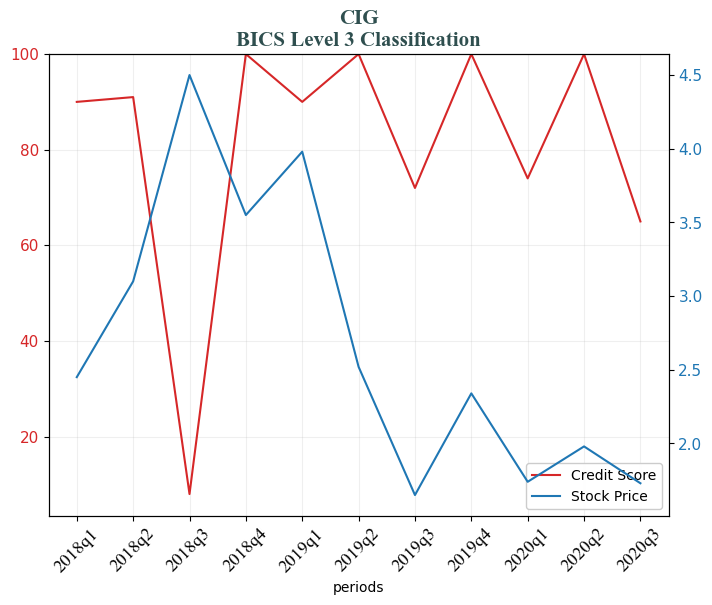 CIG
BICS Level 3 Classification
100
80
60
40
20
4.5
4.0
3.5
3.0
2.5
2.0
Credit Score
Stock Price
2018q1
2018q2
2018q3
2018q4
2019q1
2019q2
2019q3
2019q4
2020q1
2020q2
2020q3
periods